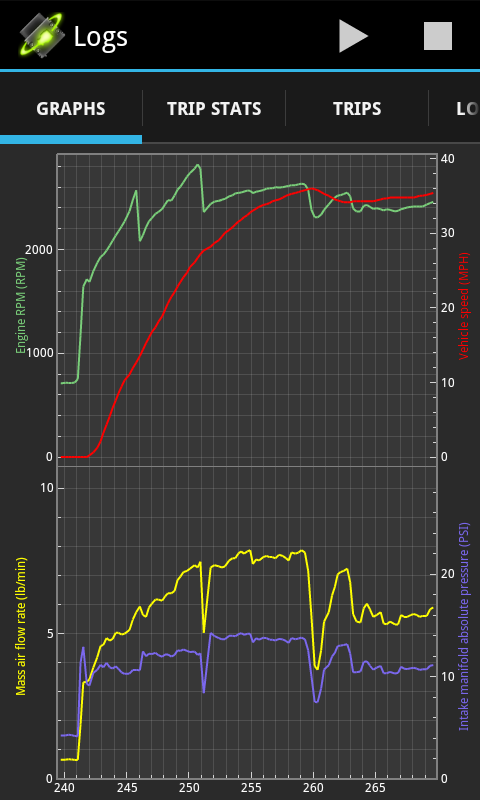 Logs
GRAPHS
TRIP STATS
TRIPS
LO
Engine RPM (RPM)
2000
1000
0
40
30
20
10
0
Vehicle speed (MPH)
Mass air flow rate (lb/min)
10
5
0
20
10
0
Intake manifold absolute pressure (PSI)
240 245 250 255 260 265